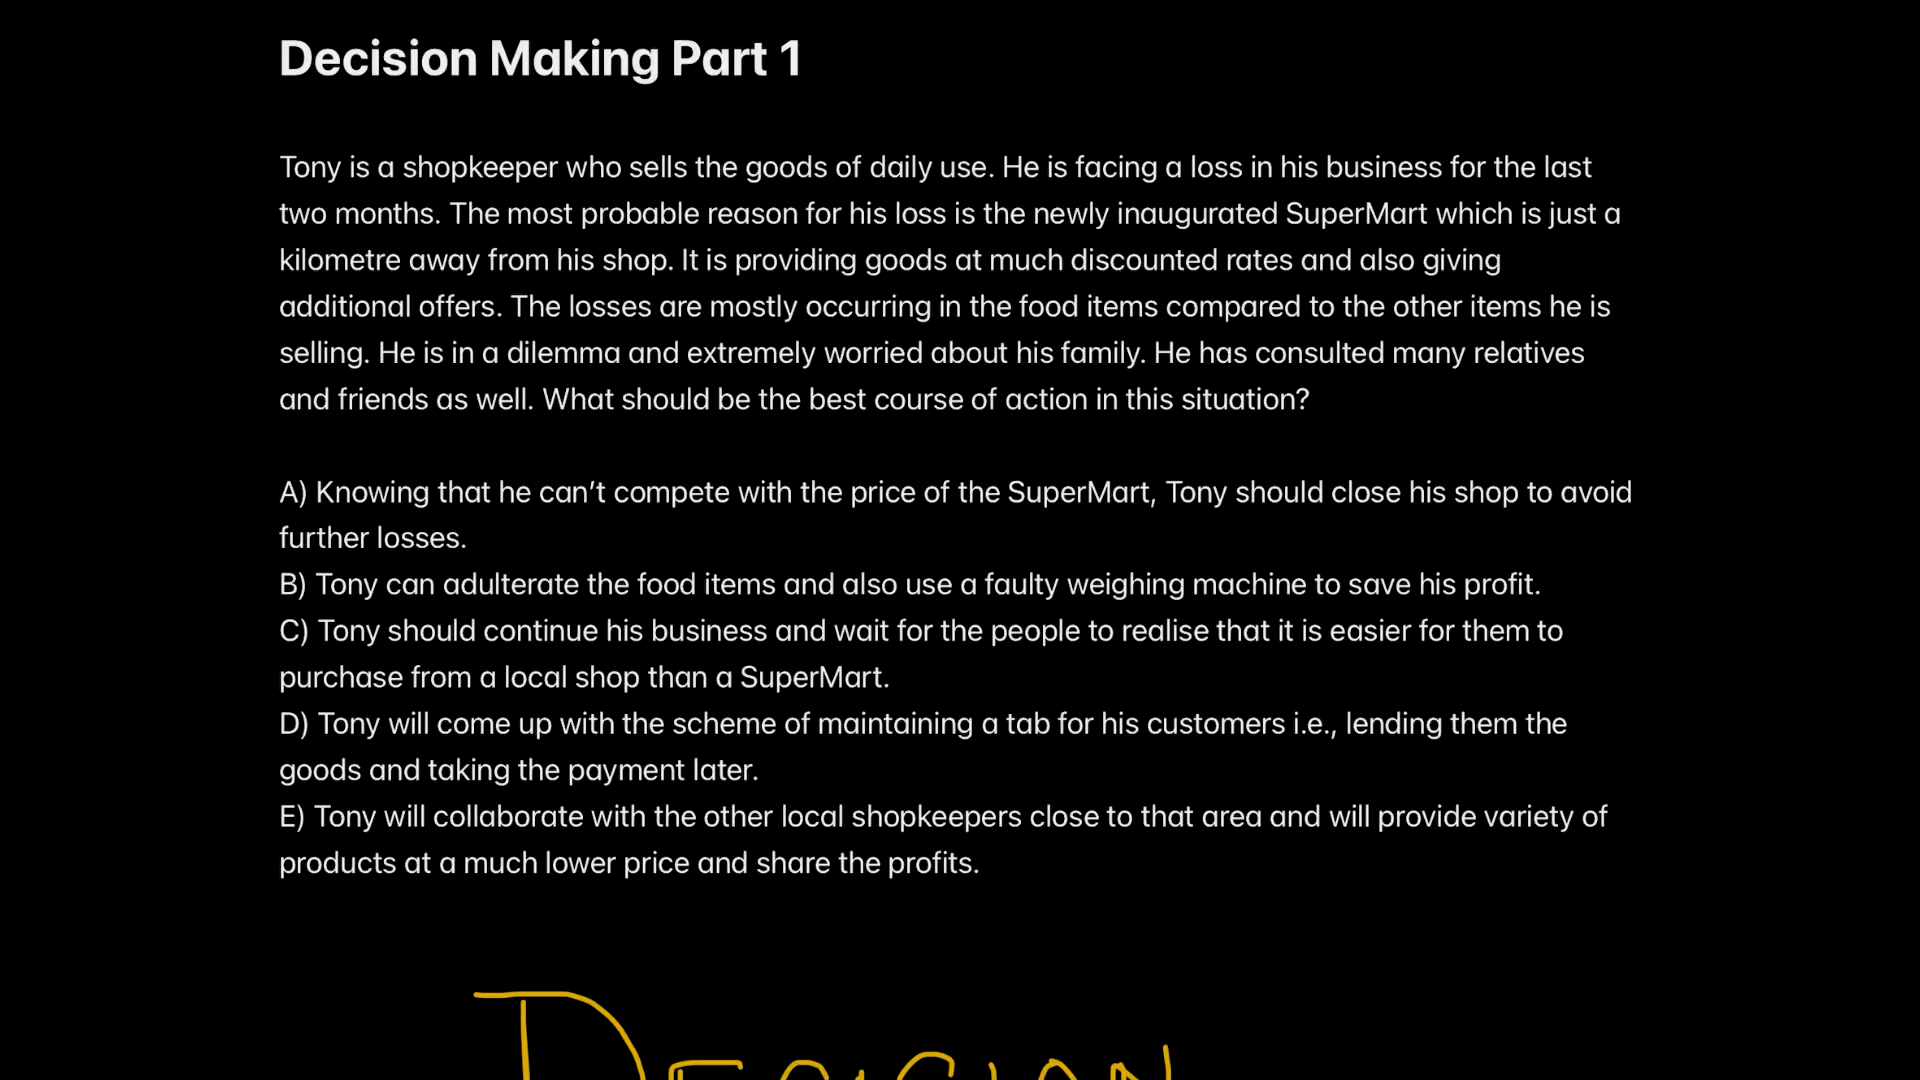 Decision Making Part 1
Tony is a shopkeeper who sells the goods of daily use. He is facing a loss in his business for the last
two months. The most probable reason for his loss is the newly inaugurated SuperMart which is just a
kilometre away from his shop. It is providing goods at much discounted rates and also giving
additional offers. The losses are mostly occurring in the food items compared to the other items he is
selling. He is in a dilemma and extremely worried about his family. He has consulted many relatives
and friends as well. What should be the best course of action in this situation?
A) Knowing that he can’t compete with the price of the SuperMart, Tony should close his shop to avoid
further losses.
B) Tony can adulterate the food items and also use a faulty weighing machine to save his profit.
C) Tony should continue his business and wait for the people to realise that it is easier for them to
purchase from a local shop than a SuperMart.
D) Tony will come up with the scheme of maintaining a tab for his customers i.e., lending them the
goods and taking the payment later.
E) Tony will collaborate with the other local shopkeepers close to that area and will provide variety of
products at a much lower price and share the profits.
DECISION